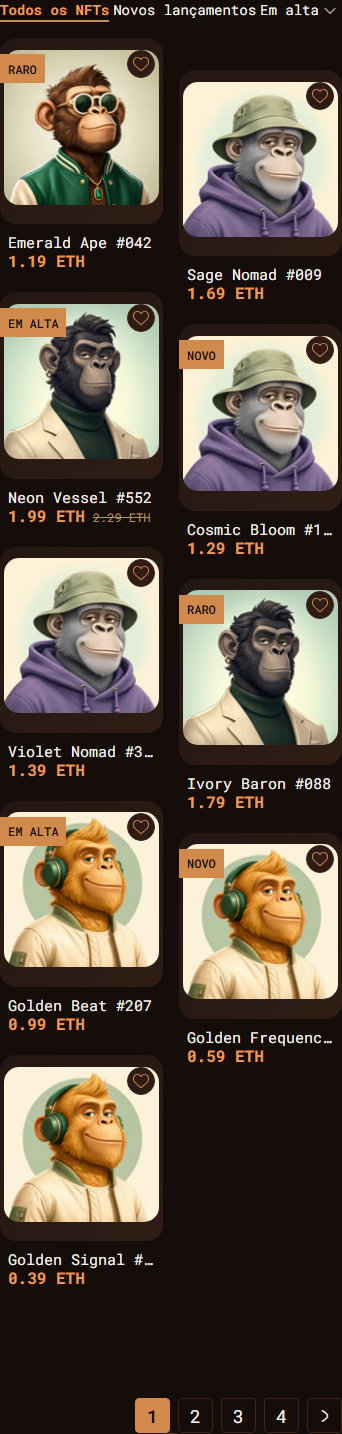 Todos os NFTs Novos lançamentos Em alta
RARO
Emerald Ape #042
1.19 ETH
Sage Nomad #009
1.69 ETH
EM ALTA
Neon Vessel #552
1.99 ETH 2.29 ETH
NOVO
Cosmic Bloom #1…
1.29 ETH
Violet Nomad #3…
1.39 ETH
RARO
Ivory Baron #088
1.79 ETH
EM ALTA
Golden Beat #207
0.99 ETH
NOVO
Golden Frequenc…
0.59 ETH
Golden Signal #…
0.39 ETH
1 2 3 4